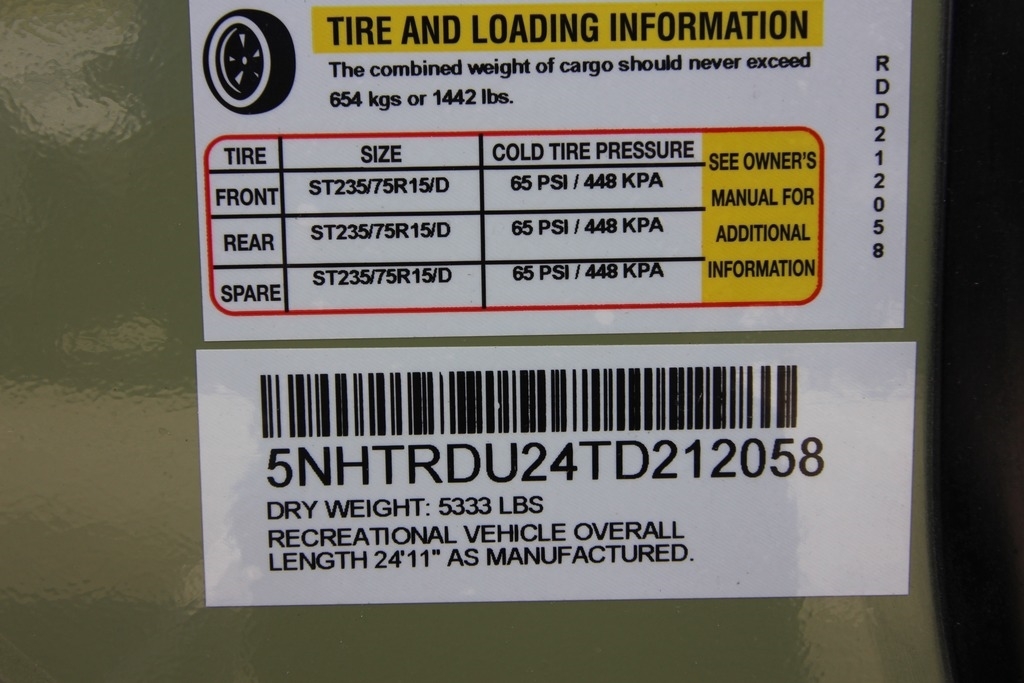 TIRE AND LOADING INFORMATION
The combined weight of cargo should never exceed
654 kgs or 1442 lbs.
TIRE SIZE COLD TIRE PRESSURE
FRONT ST235/75R15/D 65 PSI / 448 KPA
REAR ST235/75R15/D 65 PSI / 448 KPA
SPARE ST235/75R15/D 65 PSI / 448 KPA
SEE OWNER'S
MANUAL FOR
ADDITIONAL
INFORMATION
RDD212058
5NHTRDU24TD212058
DRY WEIGHT: 5333 LBS
RECREATIONAL VEHICLE OVERALL
LENGTH 24'11" AS MANUFACTURED.